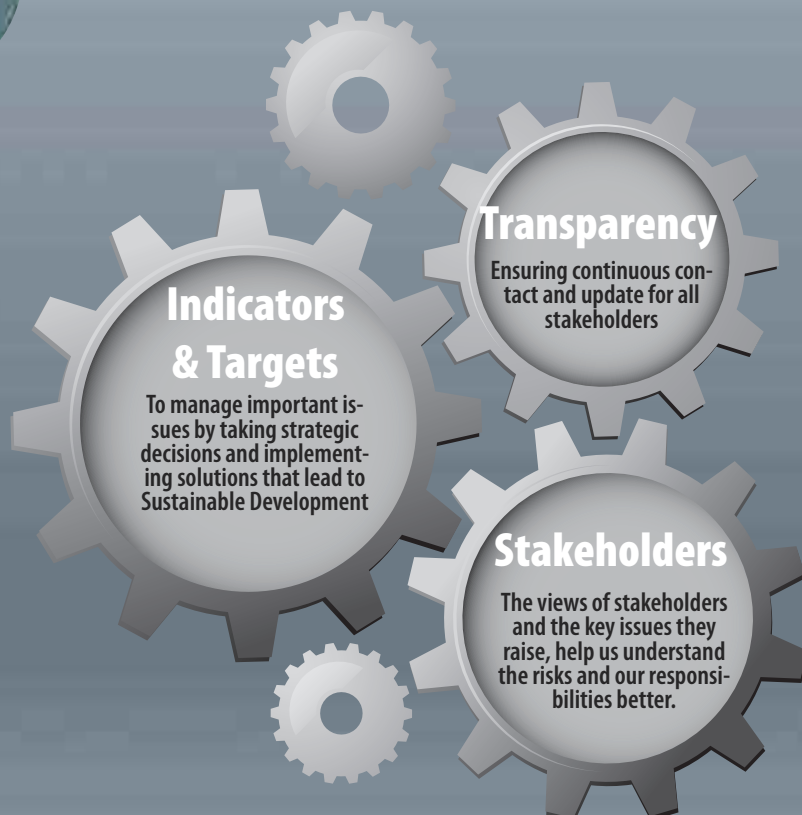 Indicators
& Targets
To manage important is-
sues by taking strategic
decisions and implement-
ing solutions that lead to
Sustainable Development
Transparency
Ensuring continuous con-
tact and update for all
stakeholders
Stakeholders
The views of stakeholders
and the key issues they
raise, help us understand
the risks and our responsi-
bilities better.